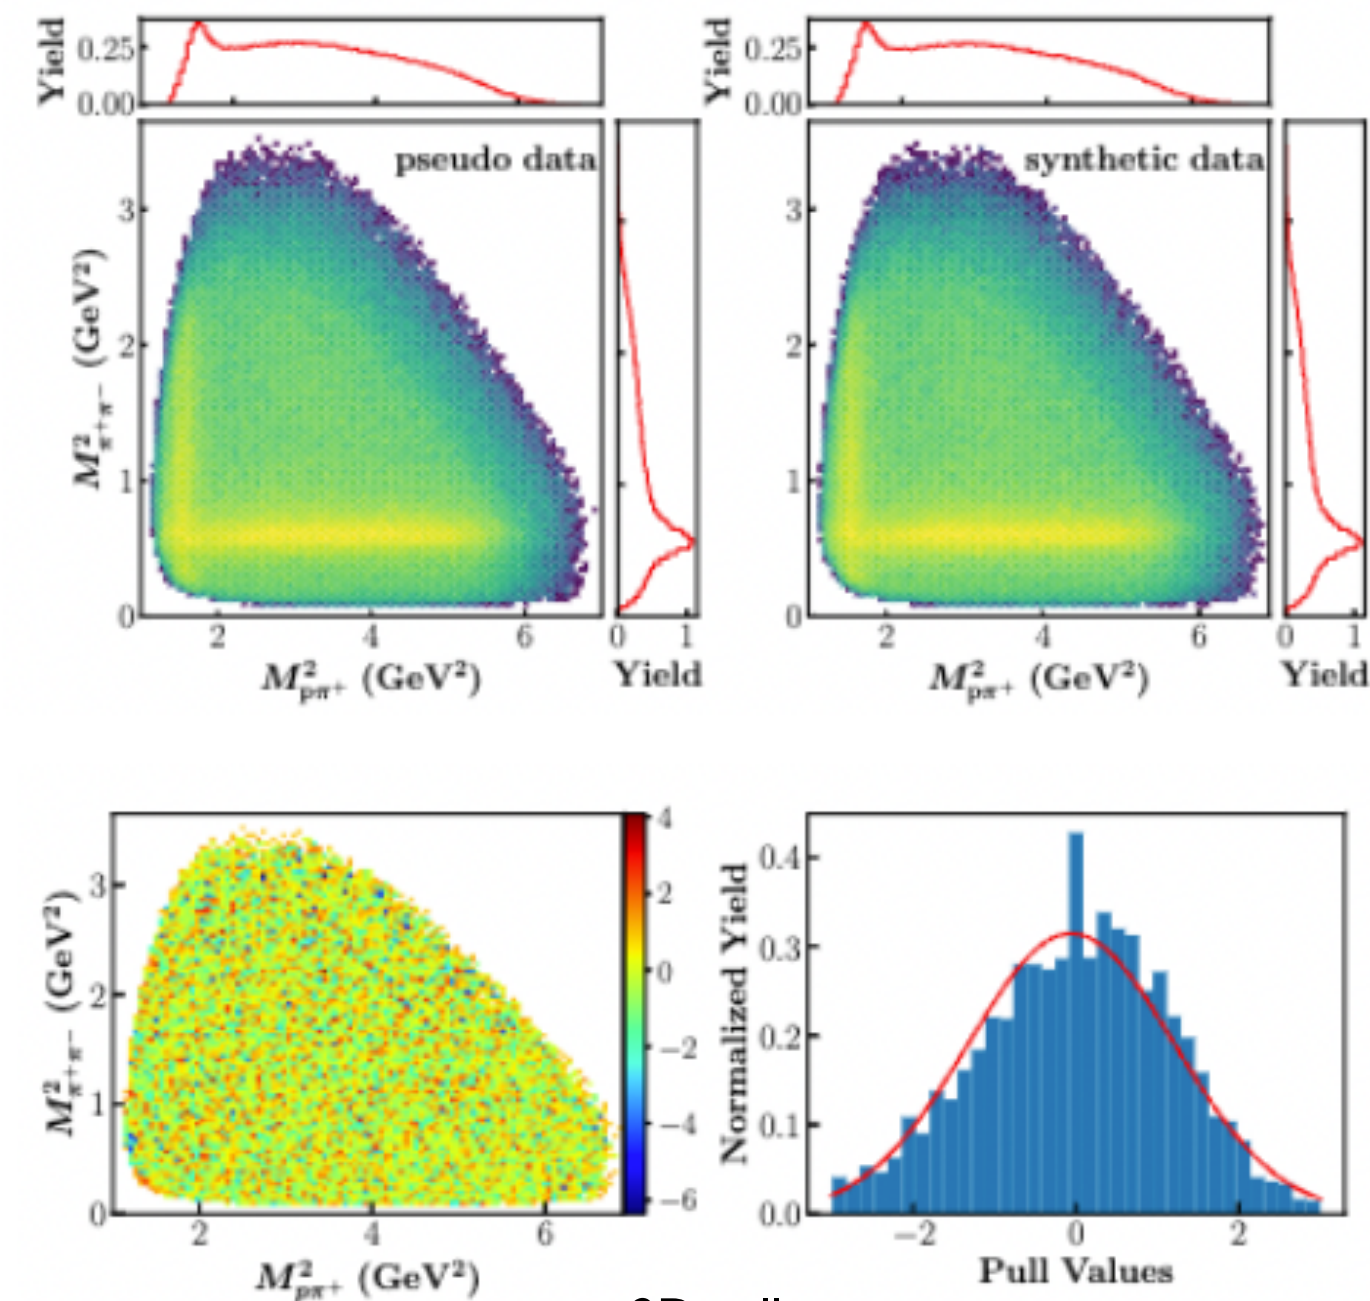 Yield
0.25
0.00
pseudo data
3
2
1
0
M²π⁺π⁻ (GeV²)
2 4 6
M²pπ⁺ (GeV²)
0 1
Yield
Yield
0.25
0.00
synthetic data
3
2
1
0
2 4 6
M²pπ⁺ (GeV²)
0 1
Yield
3
2
1
0
M²π⁺π⁻ (GeV²)
2 4 6
M²pπ⁺ (GeV²)
4
2
0
−2
−4
−6
Normalized Yield
0.4
0.3
0.2
0.1
0.0
−2 0 2
Pull Values